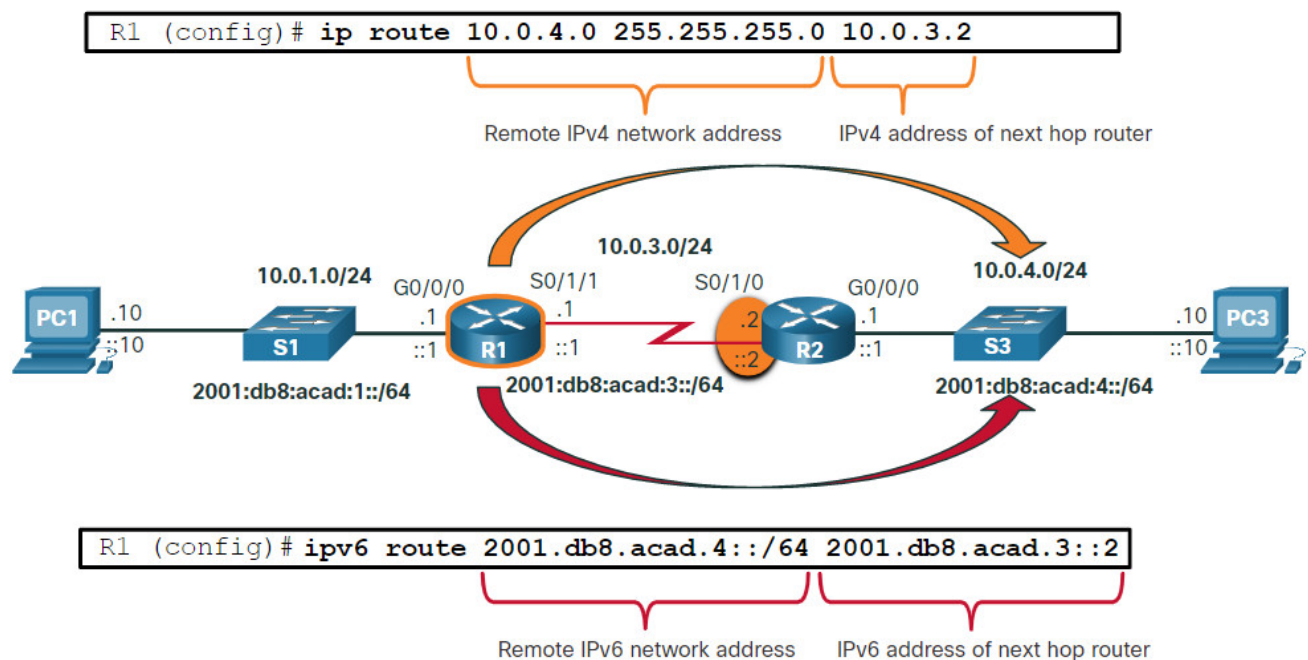 R1 (config)# ip route 10.0.4.0 255.255.255.0 10.0.3.2
Remote IPv4 network address
IPv4 address of next hop router
10.0.3.0/24
10.0.1.0/24
10.0.4.0/24
G0/0/0
S0/1/1
S0/1/0
G0/0/0
PC1
.10
::10
S1
.1
::1
R1
.1
::1
.2
::2
R2
.1
::1
S3
.10
::10
PC3
2001:db8:acad:1::/64
2001:db8:acad:3::/64
2001:db8:acad:4::/64
R1 (config)# ipv6 route 2001.db8.acad.4::/64 2001.db8.acad.3::2
Remote IPv6 network address
IPv6 address of next hop router